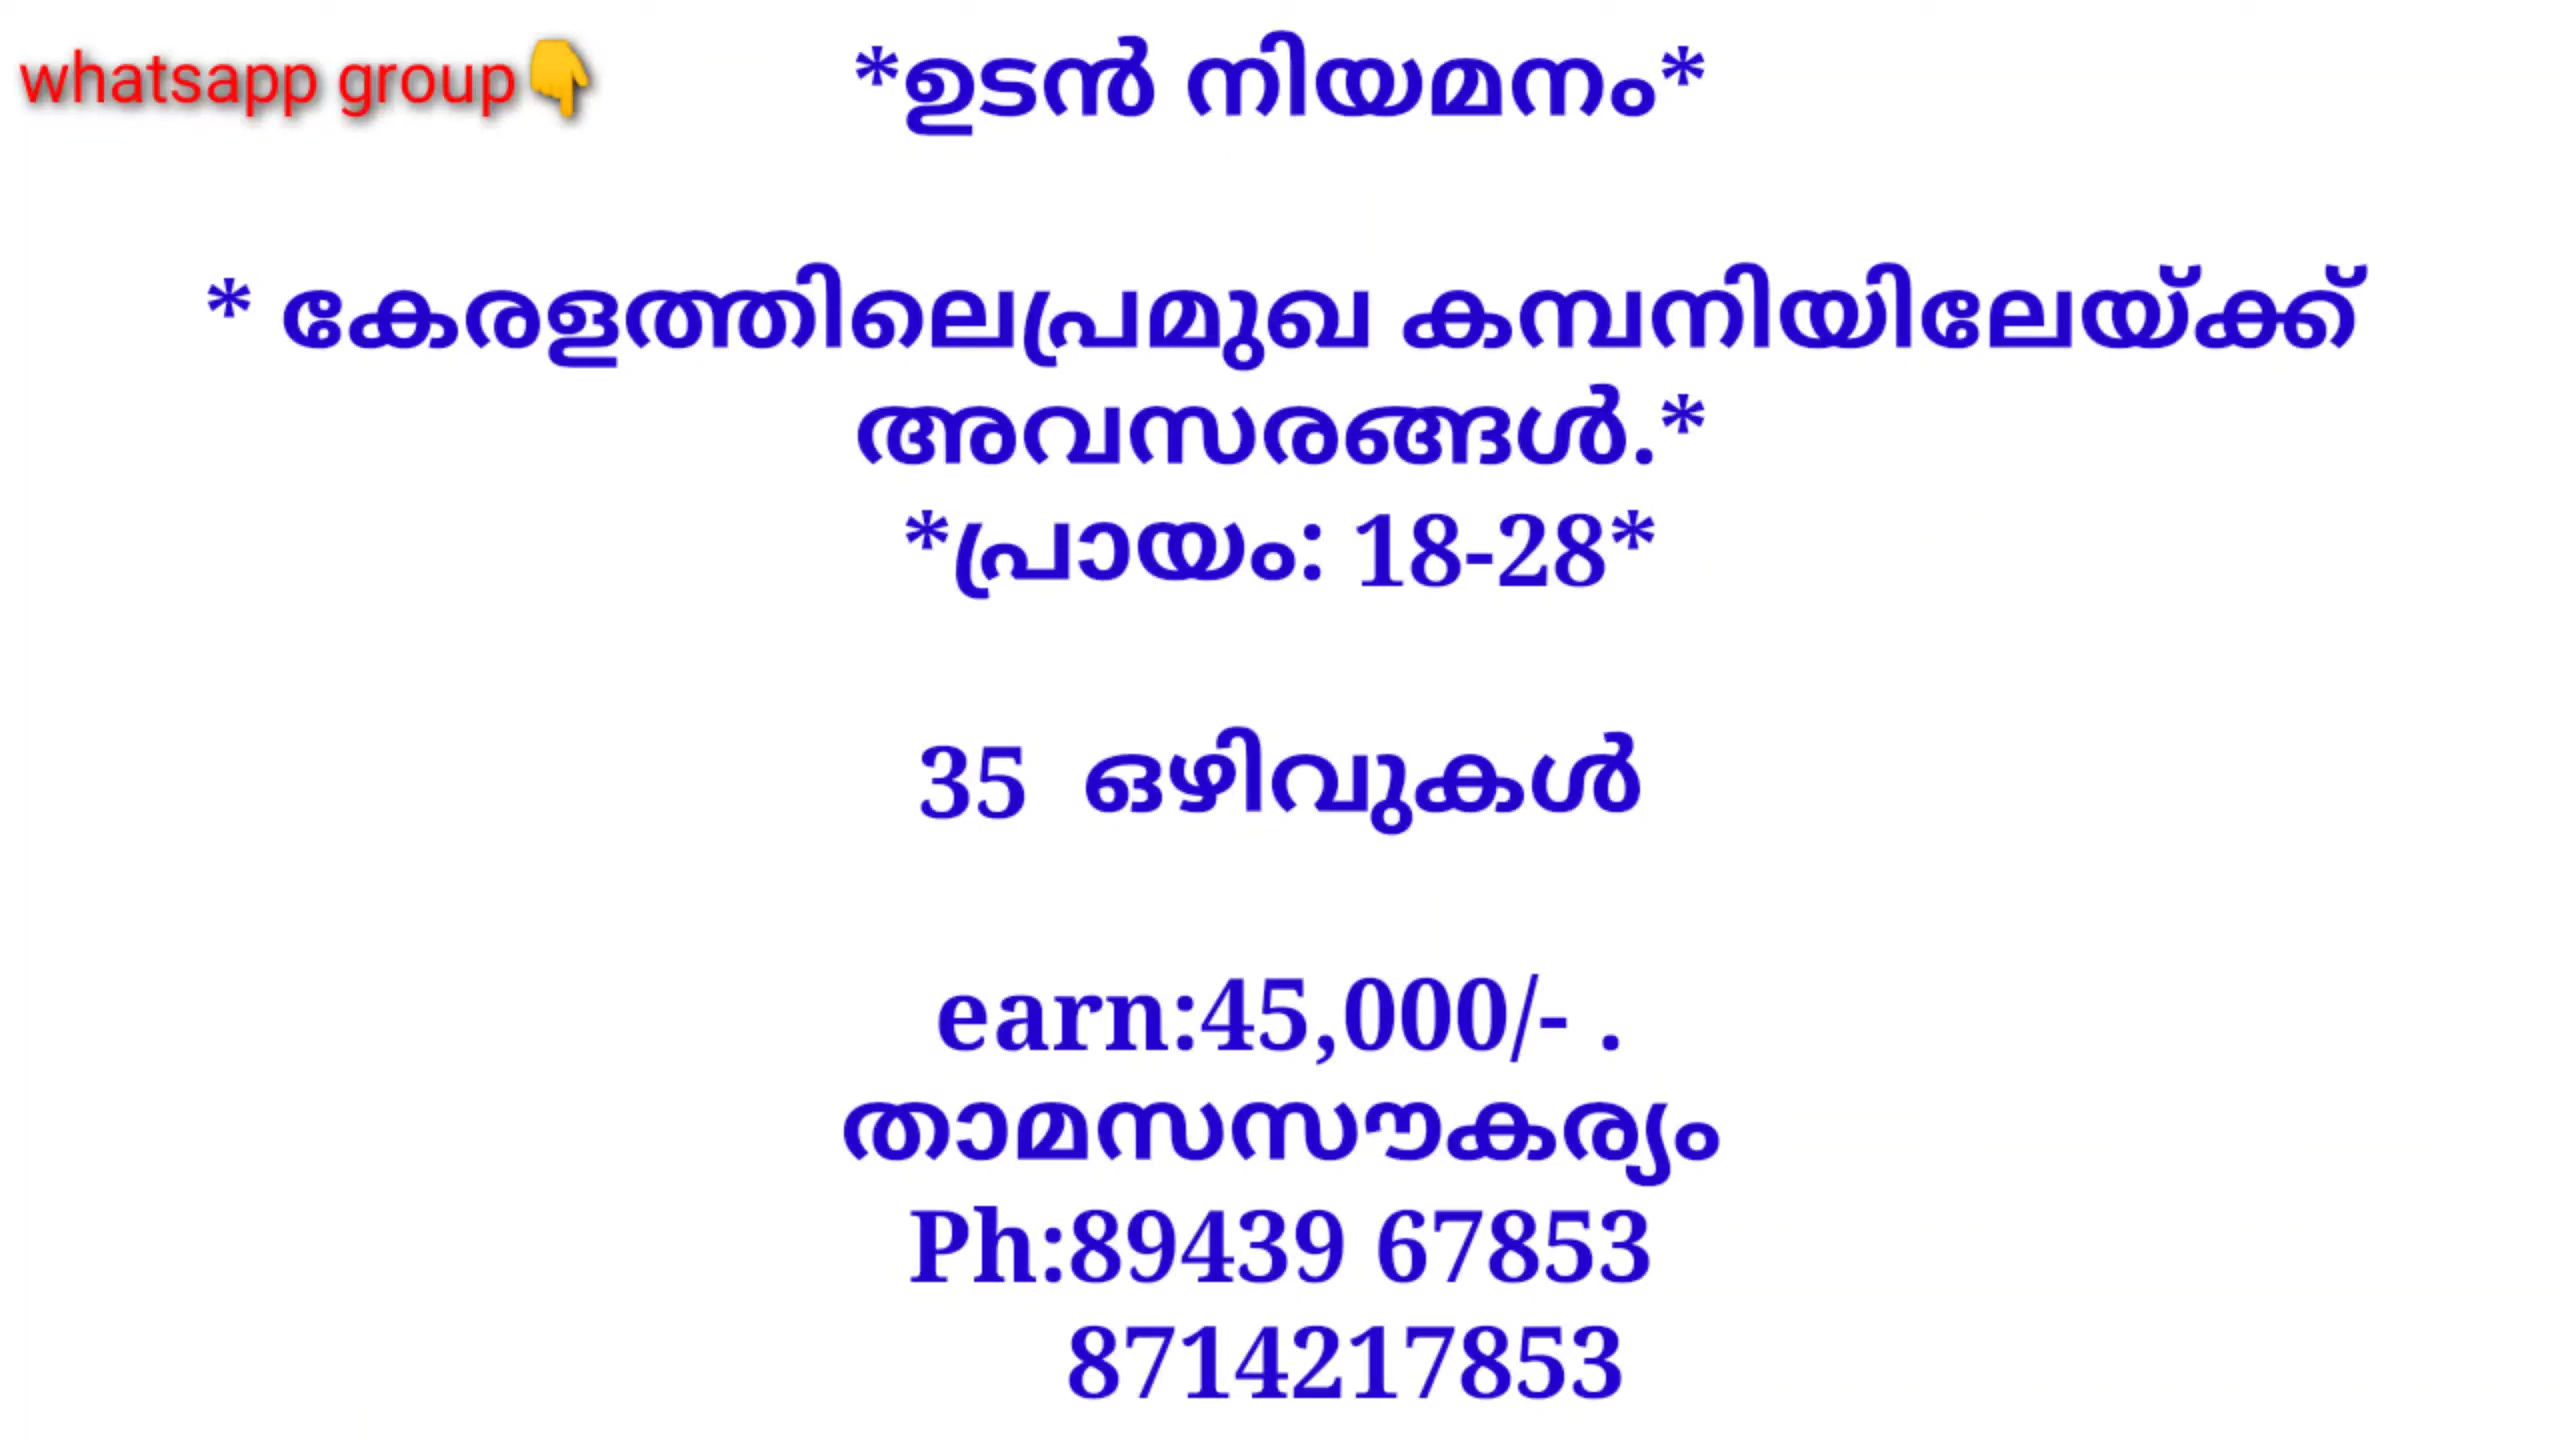 whatsapp group👇
*ഉടൻ നിയമനം*
* കേരളത്തിലെപ്രമുഖ കമ്പനിയിലേയ്ക്ക്
അവസരങ്ങൾ.*
*പ്രായം: 18-28*
35 ഒഴിവുകൾ
earn:45,000/- .
താമസസൗകര്യം
Ph:89439 67853
8714217853